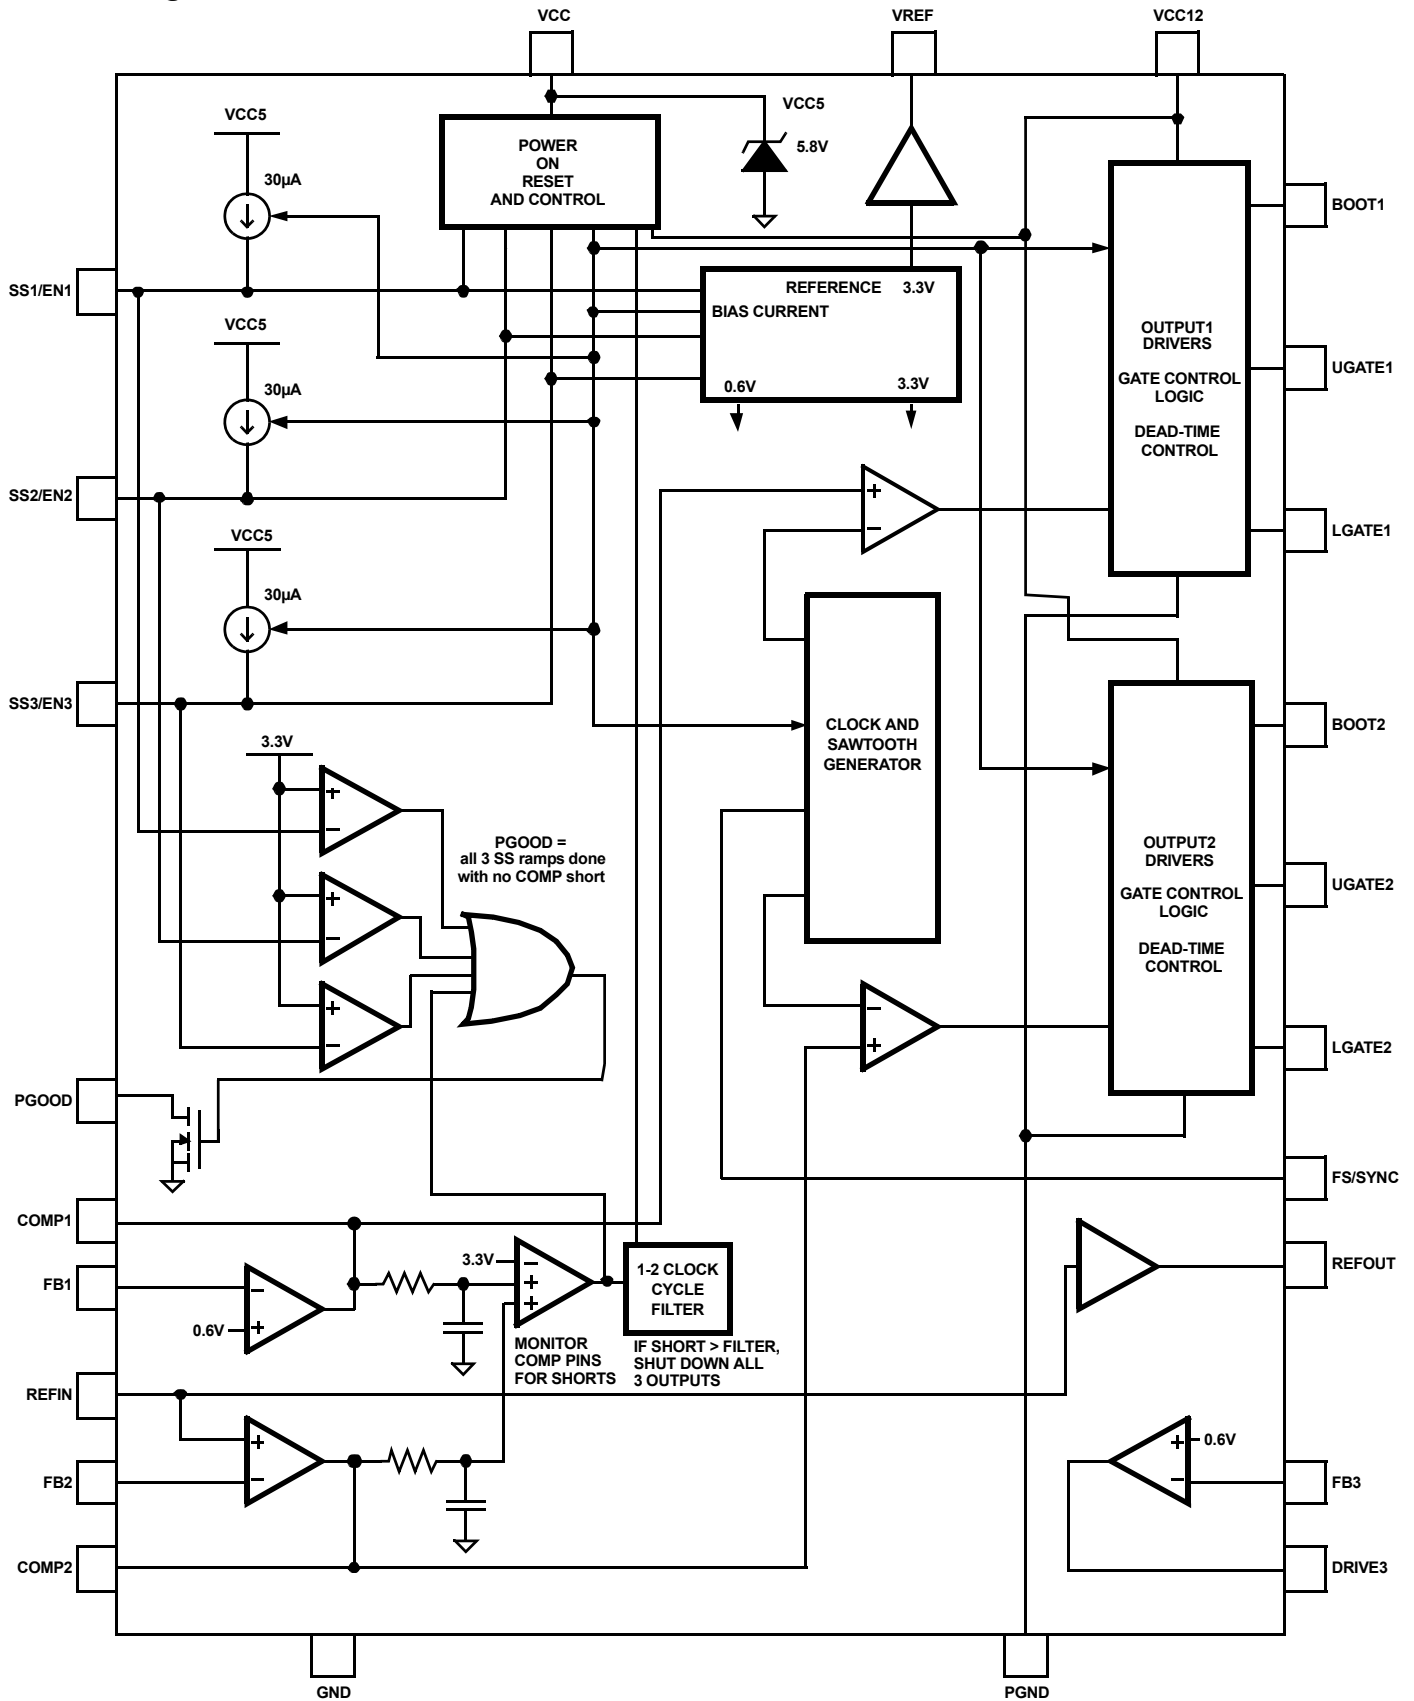 VCC
VREF
VCC12
VCC5
30µA
POWER
ON
RESET
AND CONTROL
VCC5
5.8V
BOOT1
SS1/EN1
REFERENCE 3.3V
BIAS CURRENT
0.6V
3.3V
VCC5
30µA
OUTPUT1
DRIVERS
GATE CONTROL
LOGIC
DEAD-TIME
CONTROL
UGATE1
SS2/EN2
+
−
LGATE1
VCC5
30µA
SS3/EN3
CLOCK AND
SAWTOOTH
GENERATOR
BOOT2
3.3V
+
−
+
−
+
−
PGOOD =
all 3 SS ramps done
with no COMP short
OUTPUT2
DRIVERS
GATE CONTROL
LOGIC
DEAD-TIME
CONTROL
UGATE2
−
+
LGATE2
PGOOD
FS/SYNC
COMP1
FB1
−
0.6V
+
3.3V
−
+
+
MONITOR
COMP PINS
FOR SHORTS
1-2 CLOCK
CYCLE
FILTER
IF SHORT > FILTER,
SHUT DOWN ALL
3 OUTPUTS
REFOUT
REFIN
+
−
FB2
COMP2
+
0.6V
−
FB3
DRIVE3
GND
PGND